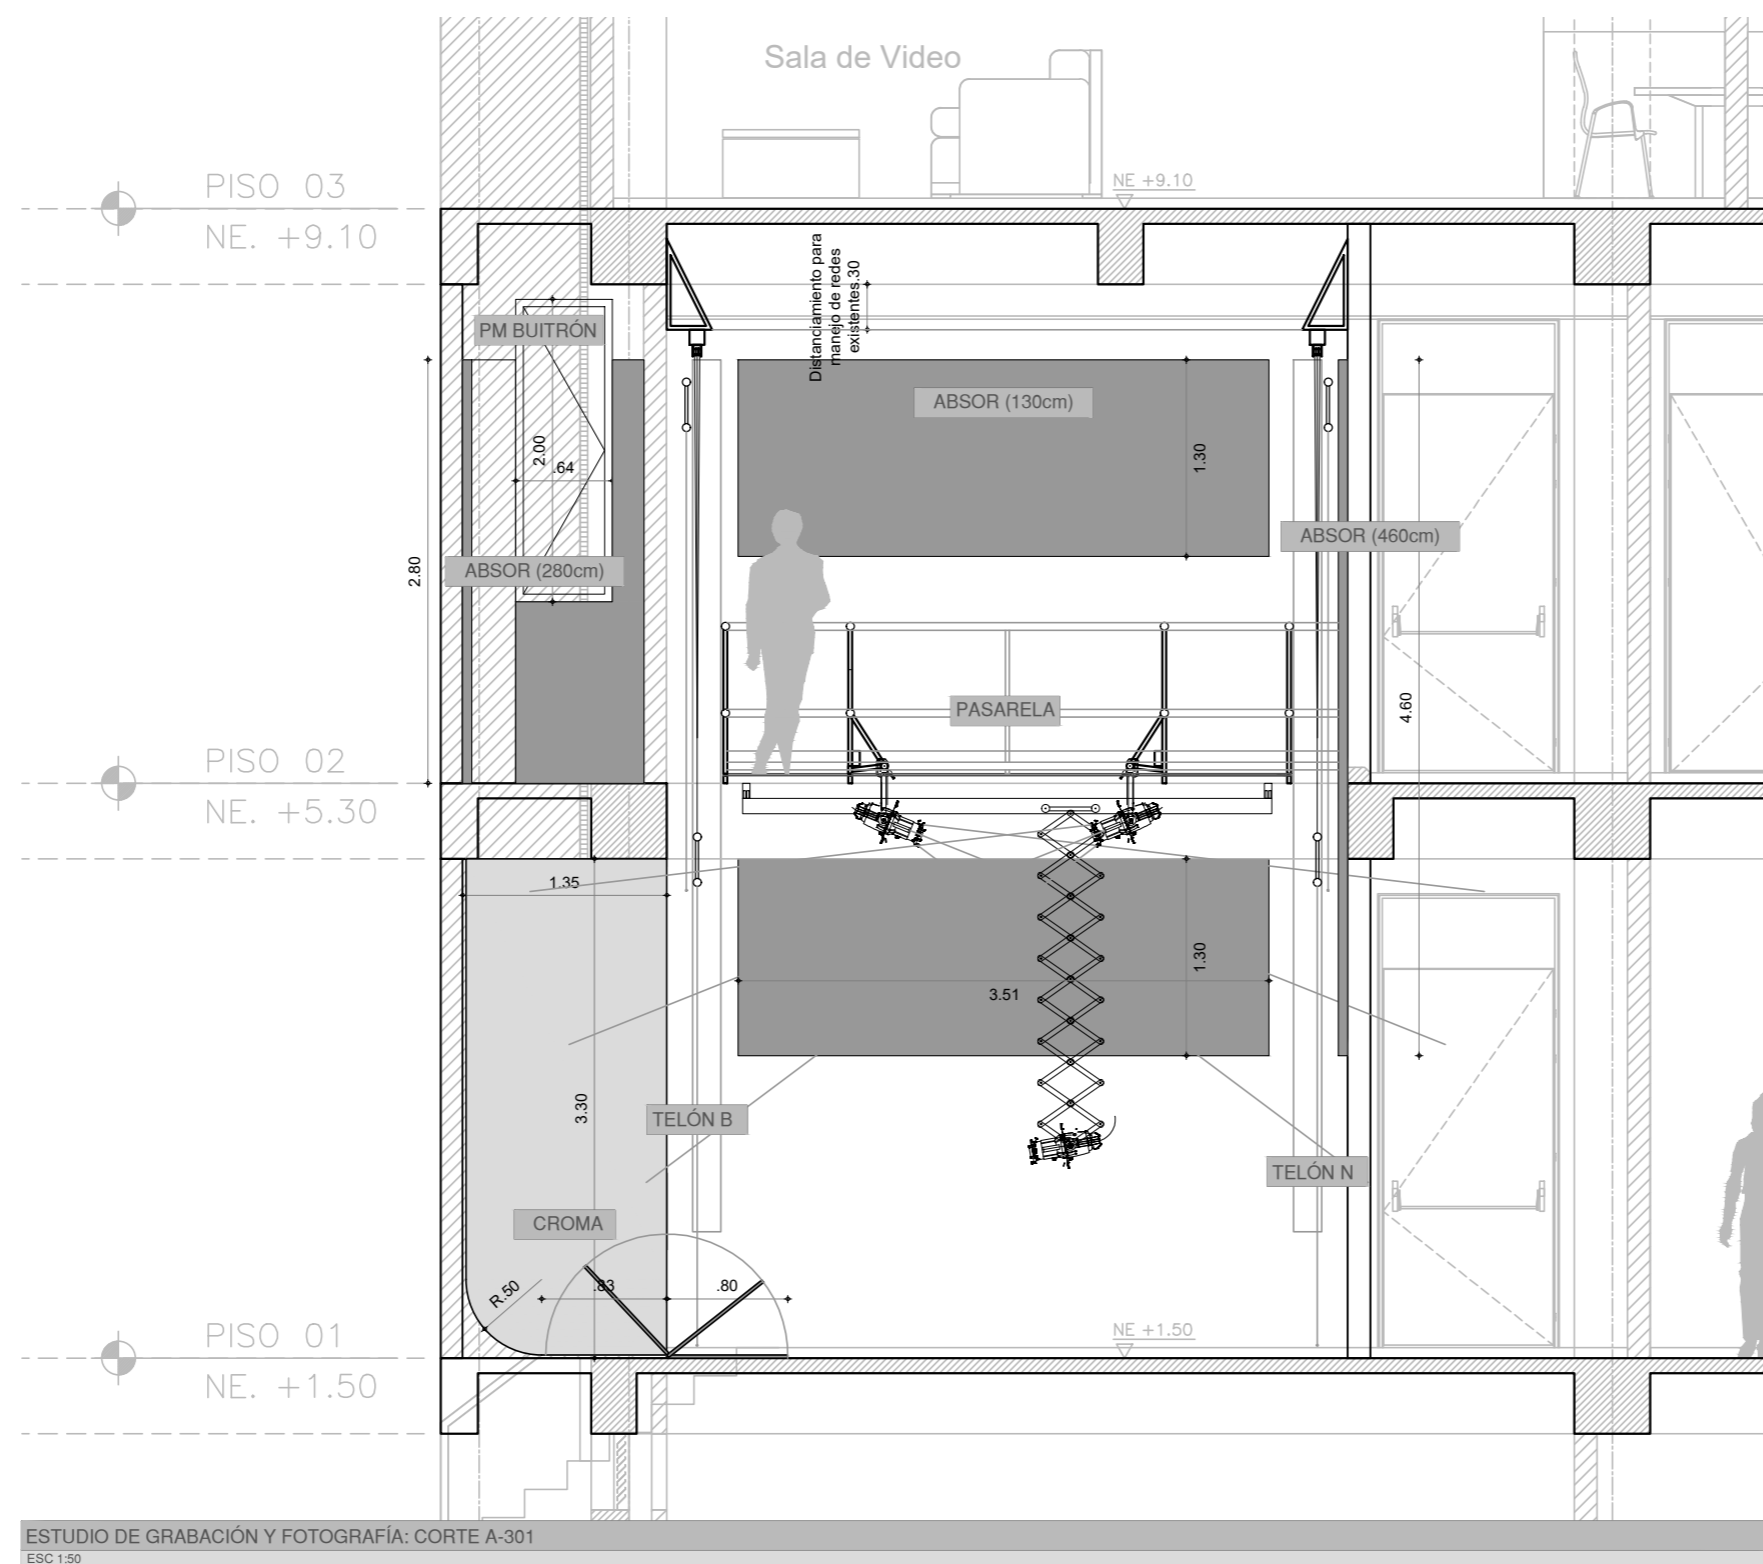 Sala de Video
PISO 03
NE. +9.10
NE +9.10
Distanciamiento para
manejo de redes
existentes.30
PM BUITRÓN
ABSOR (130cm)
2.00
.64
1.30
ABSOR (280cm)
ABSOR (460cm)
2.80
PASARELA
4.60
PISO 02
NE. +5.30
1.35
1.30
3.51
3.30
TELÓN B
TELÓN N
CROMA
R.50
.83
.80
PISO 01
NE. +1.50
NE +1.50
ESTUDIO DE GRABACIÓN Y FOTOGRAFÍA: CORTE A-301
ESC 1:50